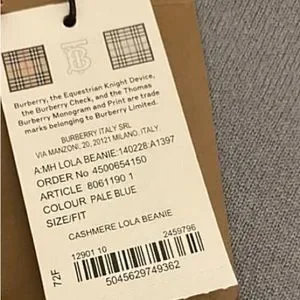 Burberry, the Equestrian Knight Device,
the Burberry Check, and the Thomas
Burberry Monogram and Print are trade
marks belonging to Burberry Limited.
BURBERRY ITALY SRL
VIA MANZONI, 20, 20121 MILANO, ITALY
A:MH LOLA BEANIE:140228:A1397
ORDER No 4500654150
ARTICLE 8061190 1
COLOUR PALE BLUE
SIZE/FIT
CASHMERE LOLA BEANIE
12901 10 2459796
72F
5045629749362